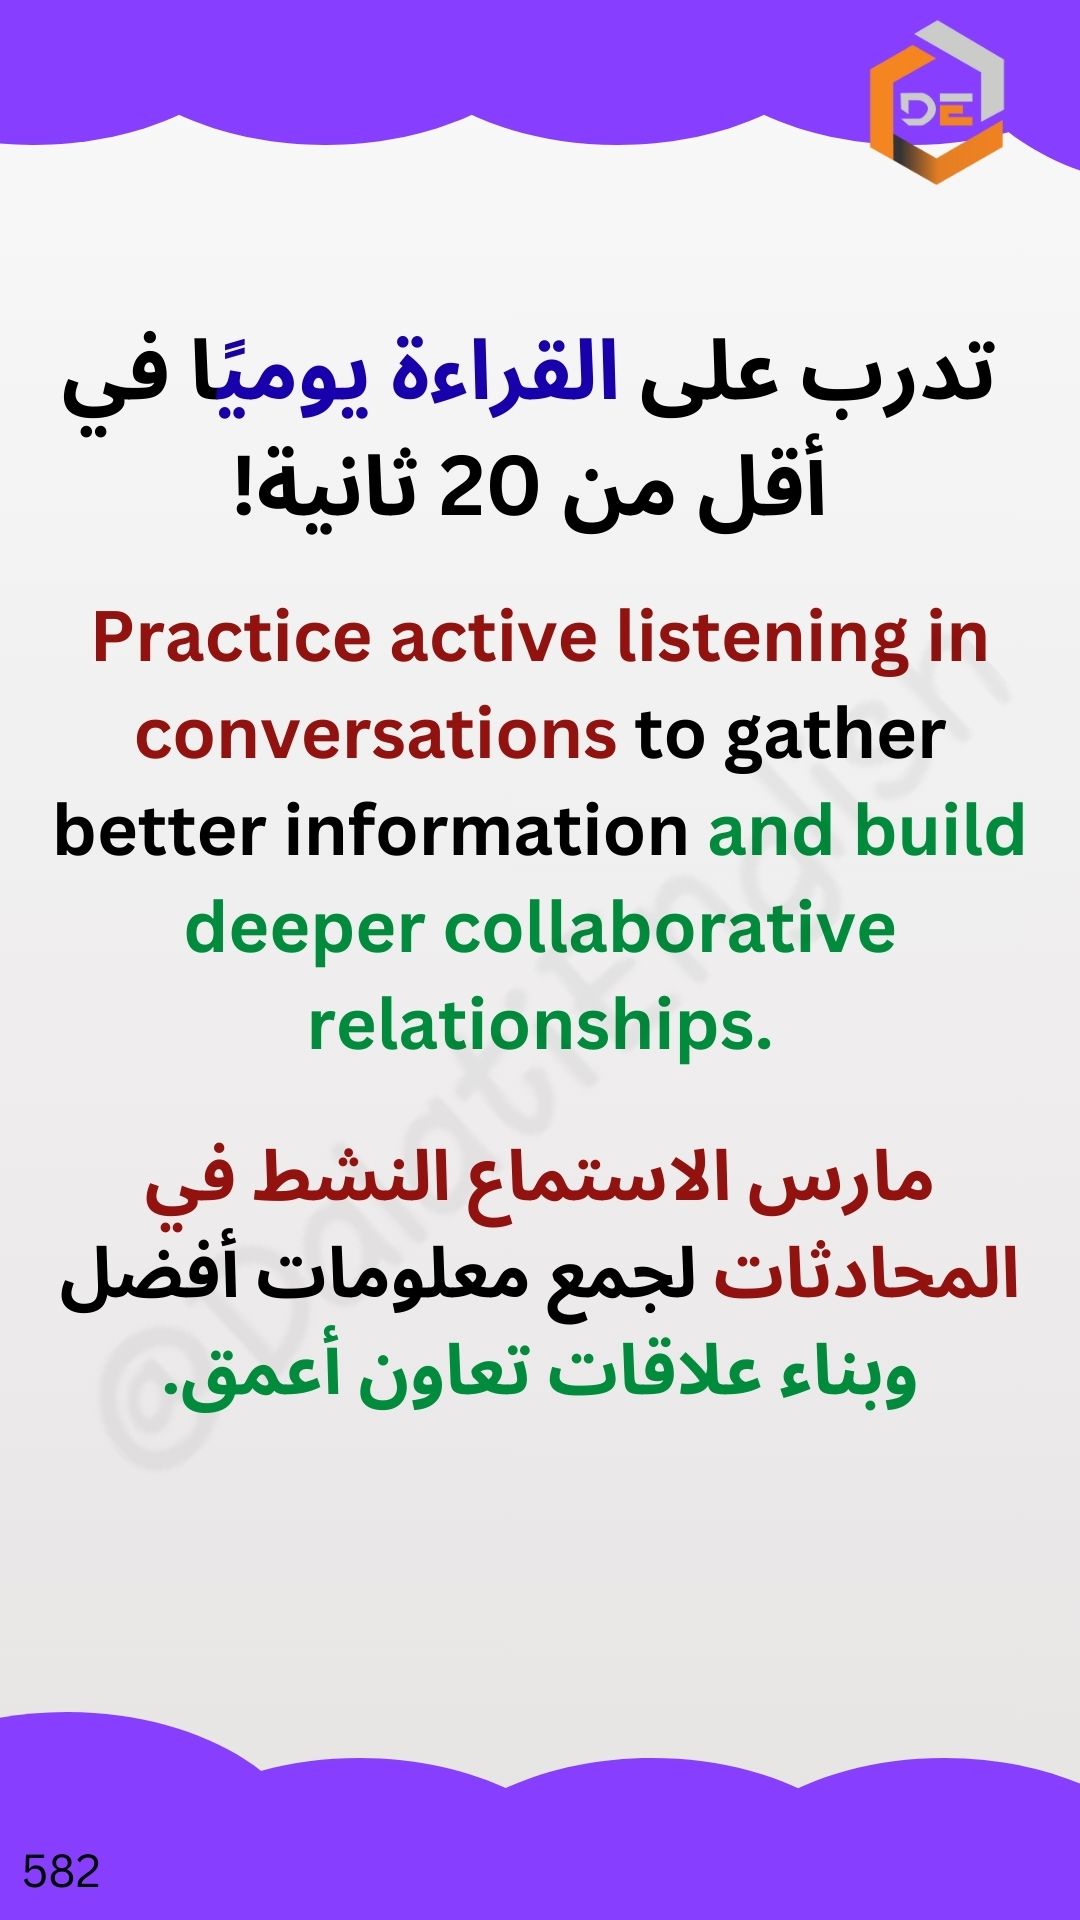 DE
تدرب على القراءة يوميًا في
أقل من 20 ثانية!
Practice active listening in
conversations to gather
better information and build
deeper collaborative
relationships.
مارس الاستماع النشط في
المحادثات لجمع معلومات أفضل
وبناء علاقات تعاون أعمق.
@DaiatEnglish
582